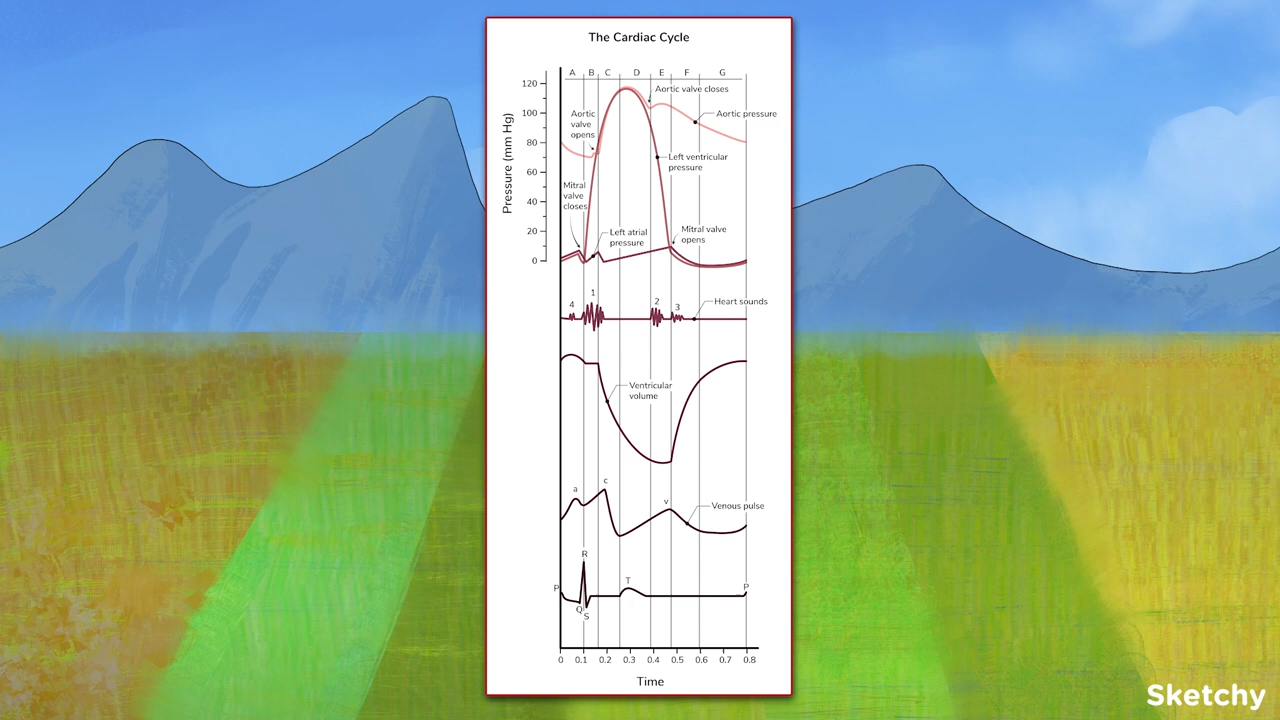 The Cardiac Cycle
A B C D E F G
120
100
80
60
40
20
0
Pressure (mm Hg)
Aortic valve closes
Aortic
valve
opens
Aortic pressure
Left ventricular
pressure
Mitral
valve
closes
Left atrial
pressure
Mitral valve
opens
4 1 2 3
Heart sounds
Ventricular
volume
a c v
Venous pulse
P Q R S T P
0 0.1 0.2 0.3 0.4 0.5 0.6 0.7 0.8
Time
Sketchy